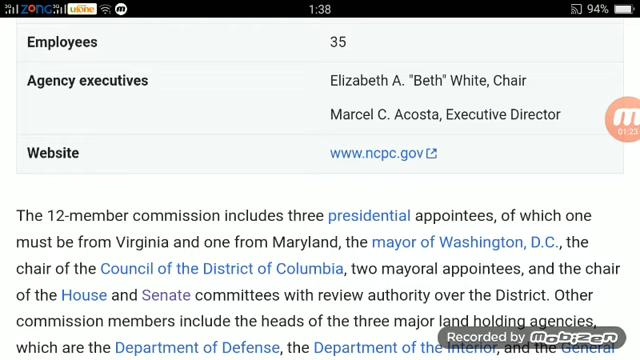 3G ZONG 3G ufone 1:38 94%
Employees 35
Agency executives Elizabeth A. "Beth" White, Chair
Marcel C. Acosta, Executive Director
01:23
Website www.ncpc.gov
The 12-member commission includes three presidential appointees, of which one
must be from Virginia and one from Maryland, the mayor of Washington, D.C., the
chair of the Council of the District of Columbia, two mayoral appointees, and the chair
of the House and Senate committees with review authority over the District. Other
commission members include the heads of the three major land holding agencies,
Recorded by mobizen
which are the Department of Defense, the Department of the Interior, and the General